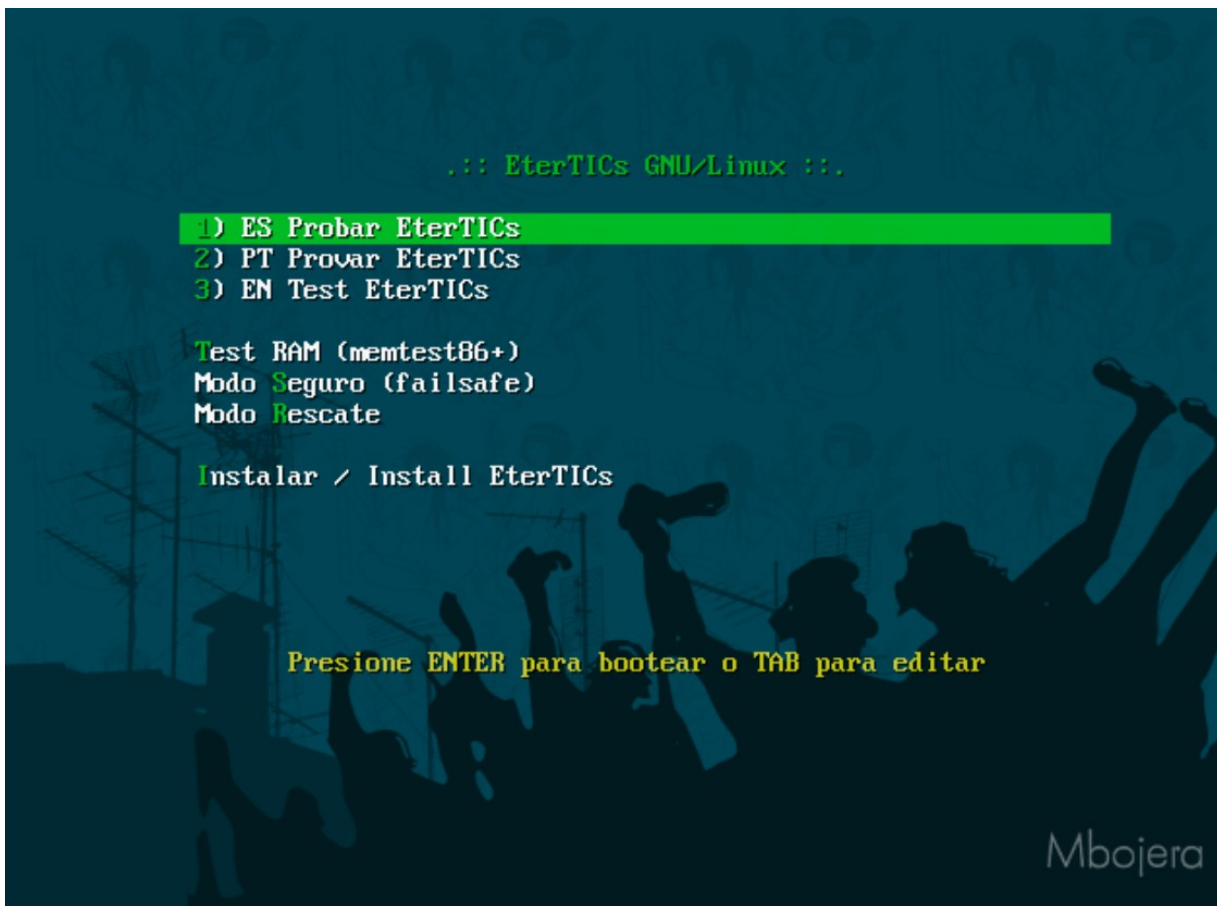 .:: EterTICs GNU/Linux ::.
1) ES Probar EterTICs
2) PT Provar EterTICs
3) EN Test EterTICs
Test RAM (memtest86+)
Modo Seguro (failsafe)
Modo Rescate
Instalar / Install EterTICs
Presione ENTER para bootear o TAB para editar
Mbojera